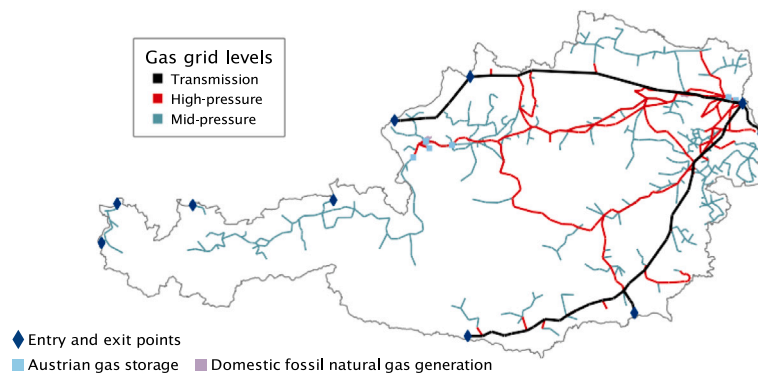 Gas grid levels
Transmission
High-pressure
Mid-pressure
Entry and exit points
Austrian gas storage Domestic fossil natural gas generation